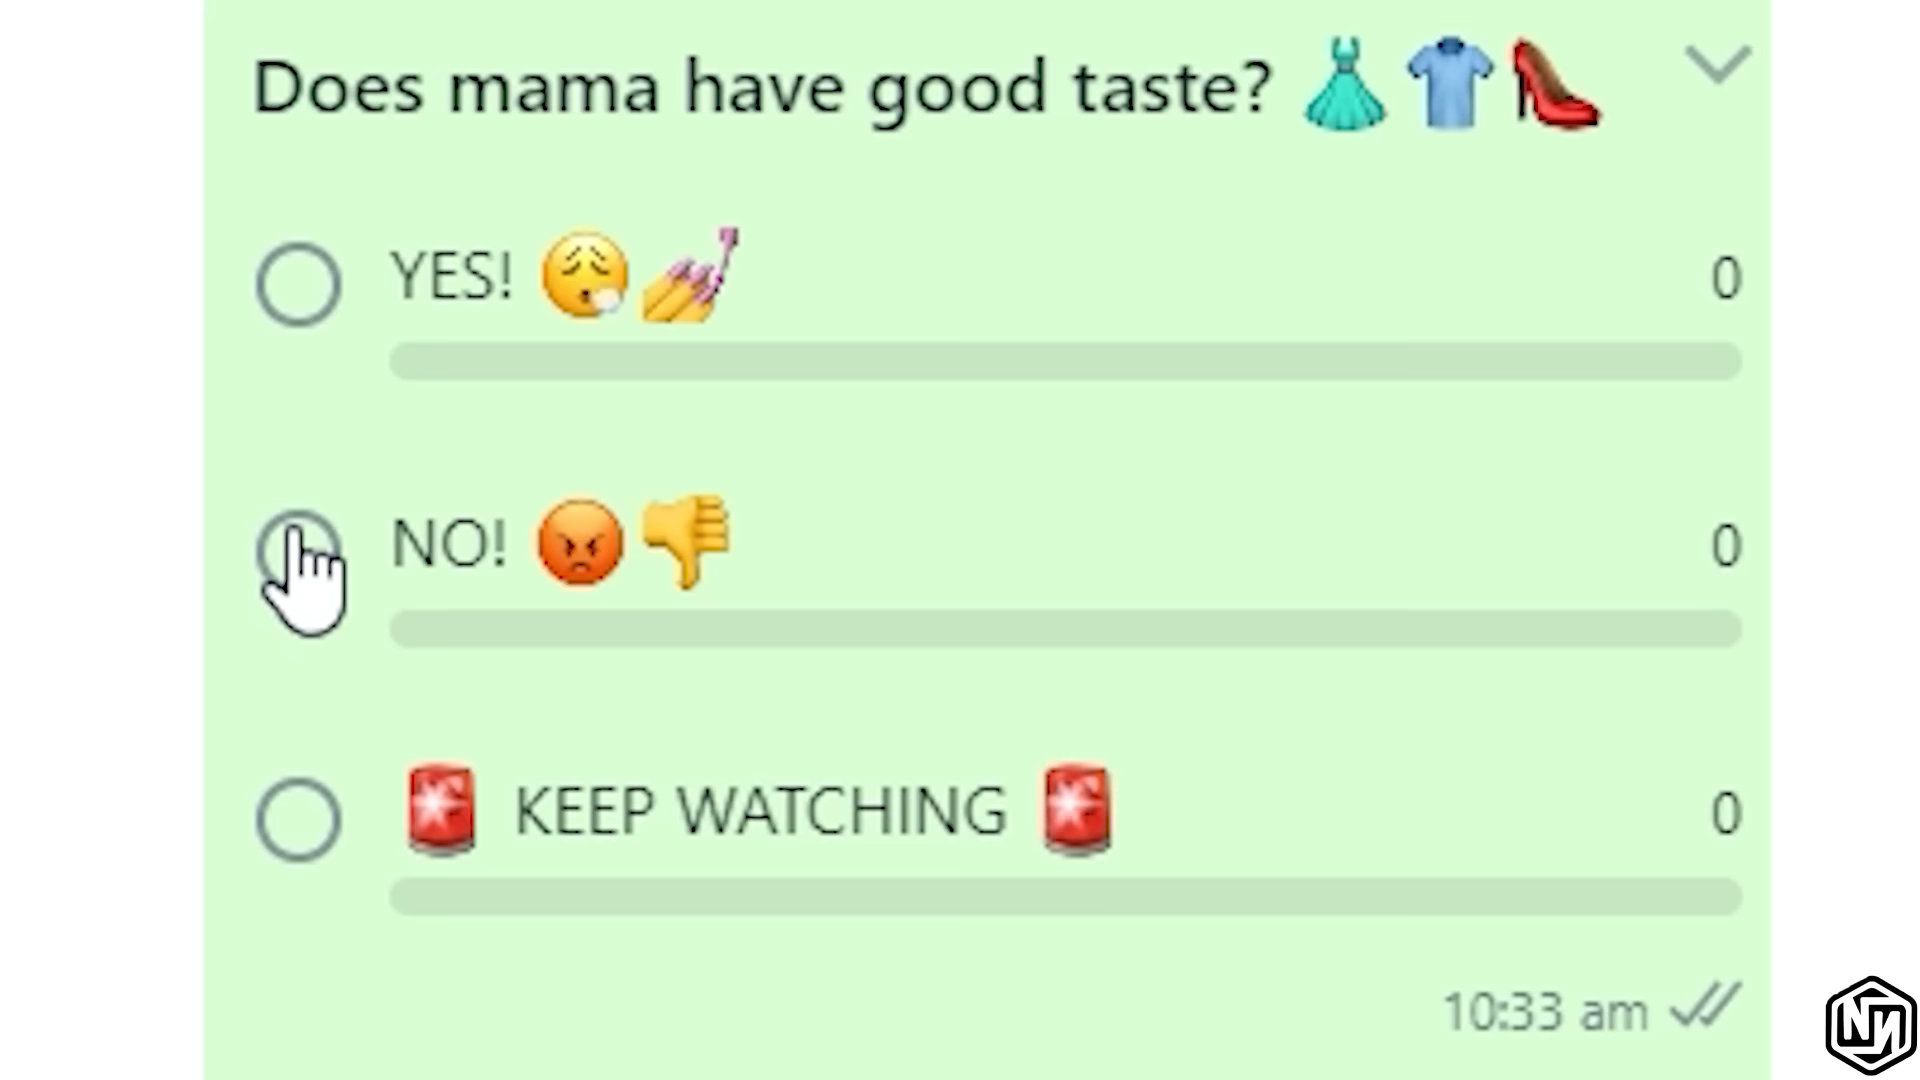 Does mama have good taste? 👗👕👠
YES! 😮‍💨💅
0
NO! 😡👎
0
🚨 KEEP WATCHING 🚨
0
10:33 am